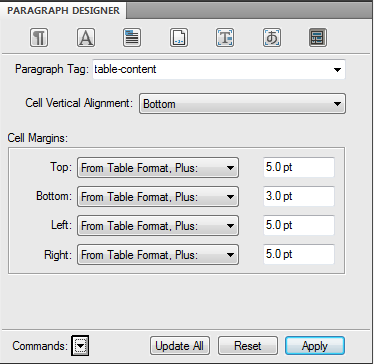 PARAGRAPH DESIGNER
¶ A T あ
Paragraph Tag: table-content
Cell Vertical Alignment: Bottom
Cell Margins:
Top: From Table Format, Plus: 5.0 pt
Bottom: From Table Format, Plus: 3.0 pt
Left: From Table Format, Plus: 5.0 pt
Right: From Table Format, Plus: 5.0 pt
Commands: Update All Reset Apply